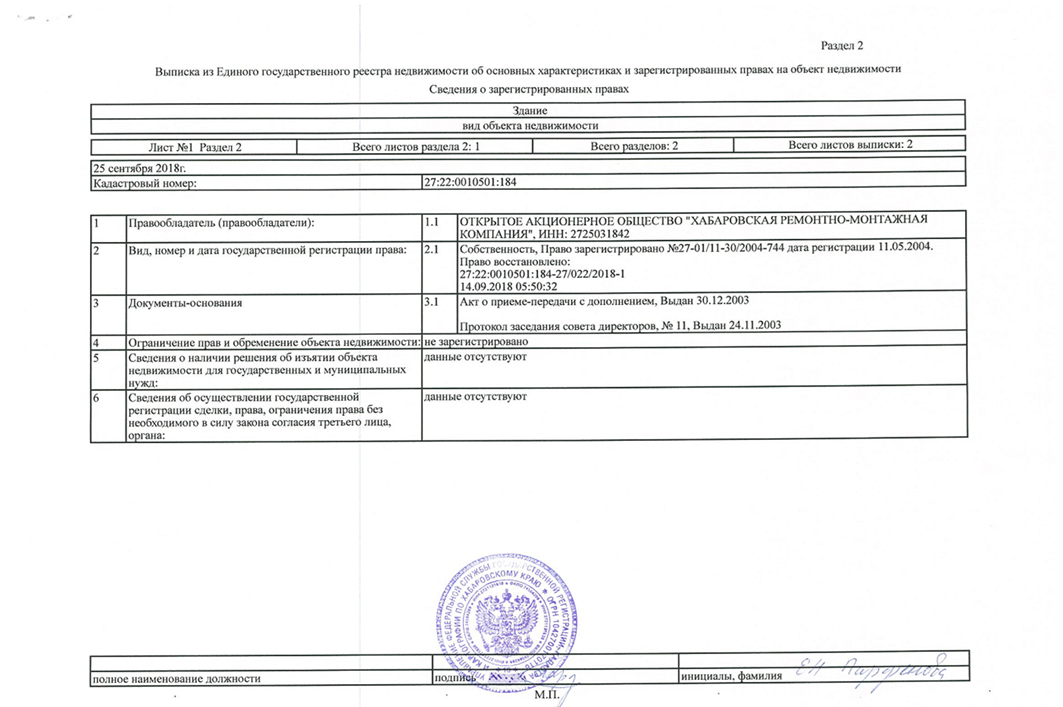 Раздел 2
Выписка из Единого государственного реестра недвижимости об основных характеристиках и зарегистрированных правах на объект недвижимости
Сведения о зарегистрированных правах
Здание
вид объекта недвижимости
Лист №1 Раздел 2 Всего листов раздела 2: 1 Всего разделов: 2 Всего листов выписки: 2
25 сентября 2018г.
Кадастровый номер: 27:22:0010501:184
1 Правообладатель (правообладатели): 1.1 ОТКРЫТОЕ АКЦИОНЕРНОЕ ОБЩЕСТВО "ХАБАРОВСКАЯ РЕМОНТНО-МОНТАЖНАЯ
КОМПАНИЯ", ИНН: 2725031842
2 Вид, номер и дата государственной регистрации права: 2.1 Собственность, Право зарегистрировано №27-01/11-30/2004-744 дата регистрации 11.05.2004.
Право восстановлено:
27:22:0010501:184-27/022/2018-1
14.09.2018 05:50:32
3 Документы-основания 3.1 Акт о приеме-передачи с дополнением, Выдан 30.12.2003
Протокол заседания совета директоров, № 11, Выдан 24.11.2003
4 Ограничение прав и обременение объекта недвижимости: не зарегистрировано
5 Сведения о наличии решения об изъятии объекта
недвижимости для государственных и муниципальных
нужд:
данные отсутствуют
6 Сведения об осуществлении государственной
регистрации сделки, права, ограничения права без
необходимого в силу закона согласия третьего лица,
органа:
данные отсутствуют
УПРАВЛЕНИЕ ФЕДЕРАЛЬНОЙ СЛУЖБЫ ГОСУДАРСТВЕННОЙ РЕГИСТРАЦИИ, КАДАСТРА
И КАРТОГРАФИИ ПО ХАБАРОВСКОМУ КРАЮ
полное наименование должности подпись инициалы, фамилия
М.П.